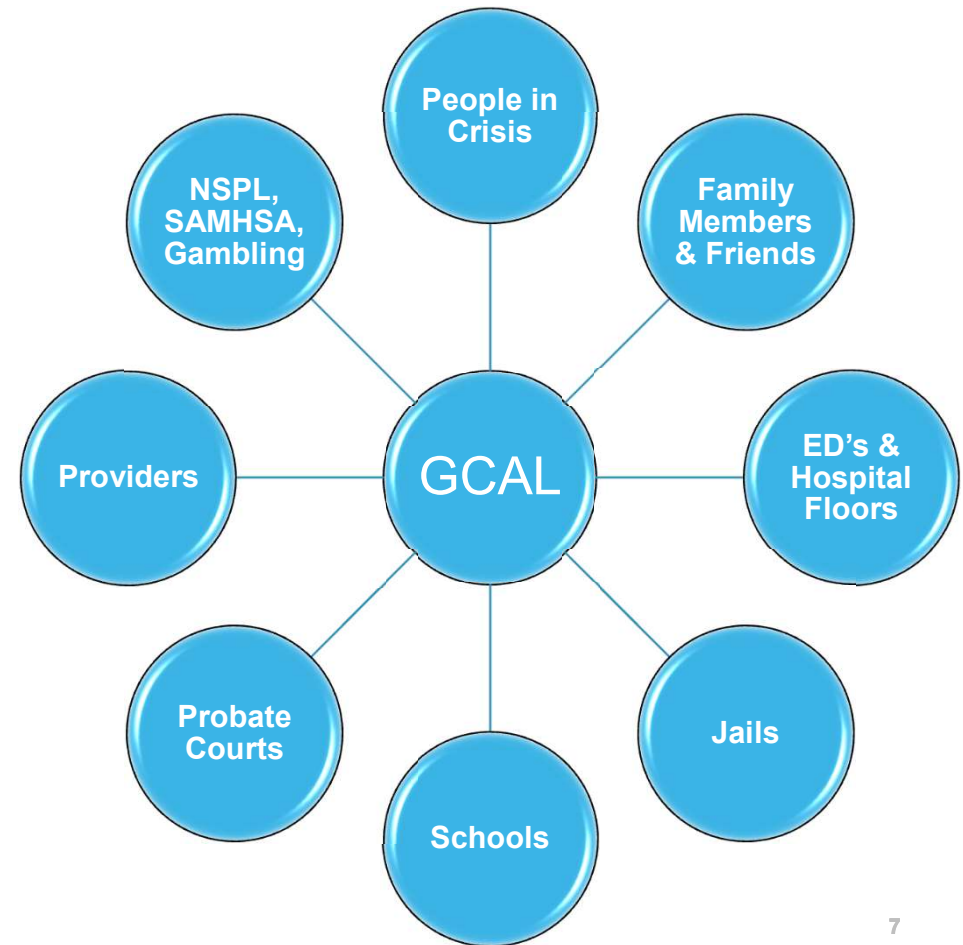 People in
Crisis
NSPL,
SAMHSA,
Gambling
Family
Members
& Friends
Providers
GCAL
ED’s &
Hospital
Floors
Probate
Courts
Jails
Schools
7